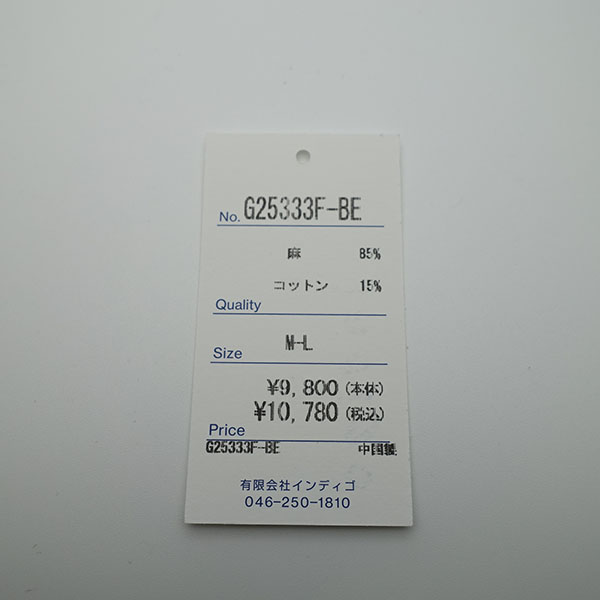 No. G25333F-BE
麻 85%
コットン 15%
Quality
Size M-L
¥9,800(本体)
¥10,780(税込)
Price
G25333F-BE 中国製
有限会社インディゴ
046-250-1810